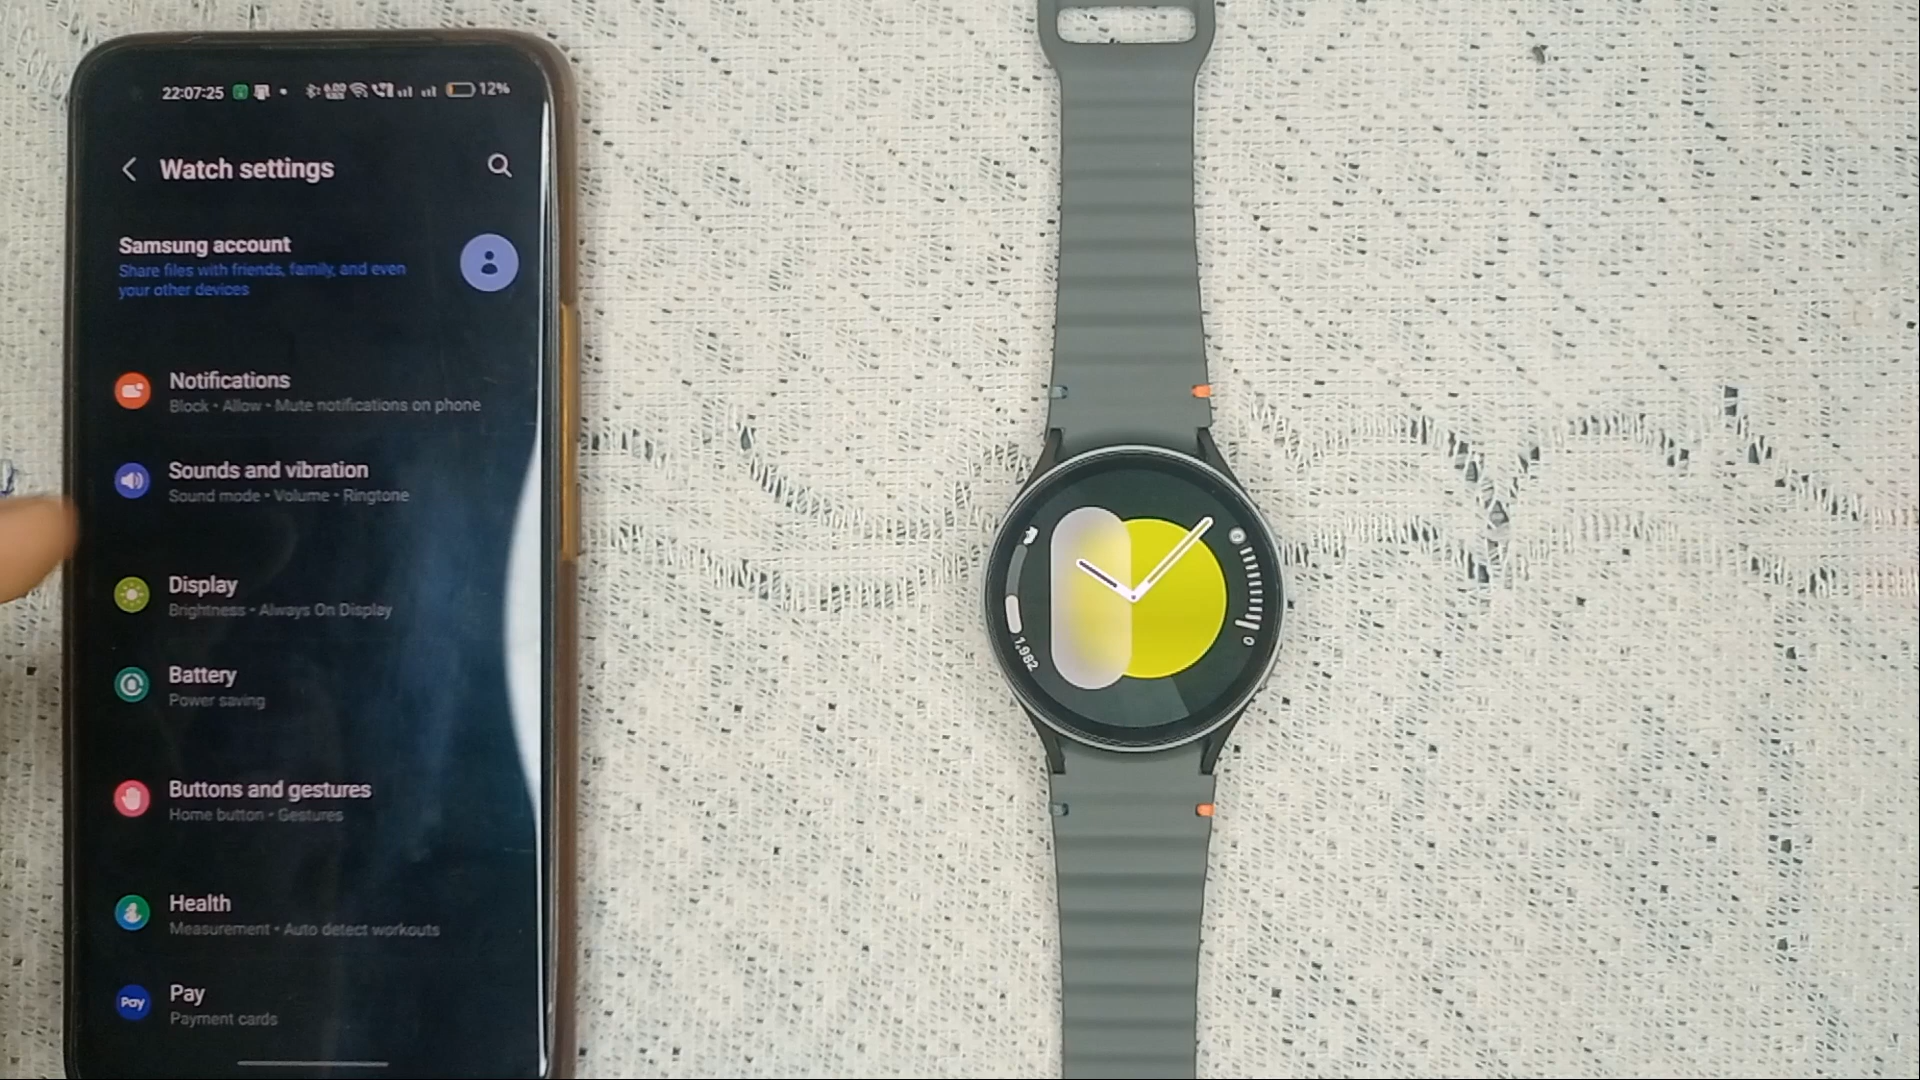 22:07:25
12%
Watch settings
Samsung account
Share files with friends, family, and even
your other devices
Notifications
Block • Allow • Mute notifications on phone
Sounds and vibration
Sound mode • Volume • Ringtone
Display
Brightness • Always On Display
Battery
Power saving
Buttons and gestures
Home button • Gestures
Health
Measurement • Auto detect workouts
Pay
Pay
Payment cards
1,982
0